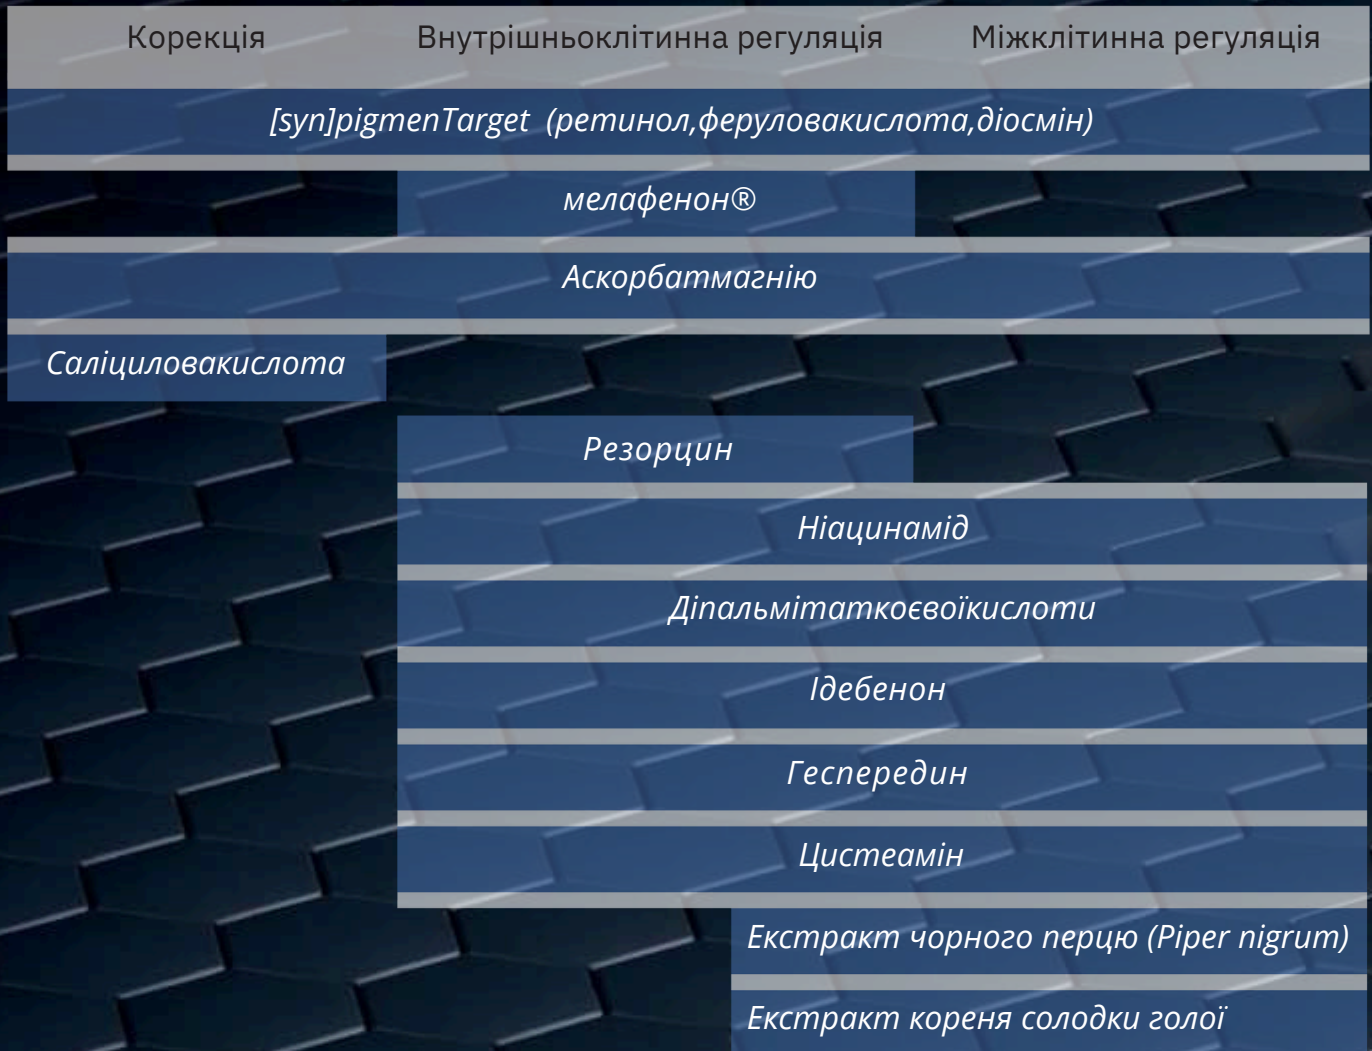 Корекція Внутрішньоклітинна регуляція Міжклітинна регуляція
[syn]pigmenTarget (ретинол,феруловакислота,діосмін)
мелафенон®
Аскорбатмагнію
Саліциловакислота
Резорцин
Ніацинамід
Діпальмітаткоєвоїкислоти
Ідебенон
Геспередин
Цистеамін
Екстракт чорного перцю (Piper nigrum)
Екстракт кореня солодки голої